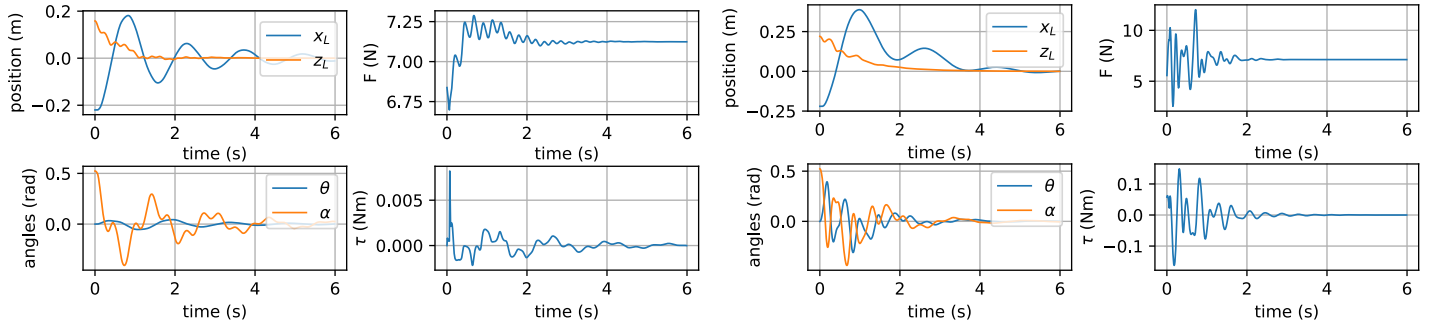 position (m)
0.2
0.0
−0.2
x_L
z_L
0 2 4 6
time (s)
F (N)
7.25
7.00
6.75
0 2 4 6
time (s)
position (m)
0.25
0.00
−0.25
x_L
z_L
0 2 4 6
time (s)
F (N)
10
5
0 2 4 6
time (s)
angles (rad)
0.5
0.0
θ
α
0 2 4 6
time (s)
τ (Nm)
0.005
0.000
0 2 4 6
time (s)
angles (rad)
0.5
0.0
θ
α
0 2 4 6
time (s)
τ (Nm)
0.1
0.0
−0.1
0 2 4 6
time (s)